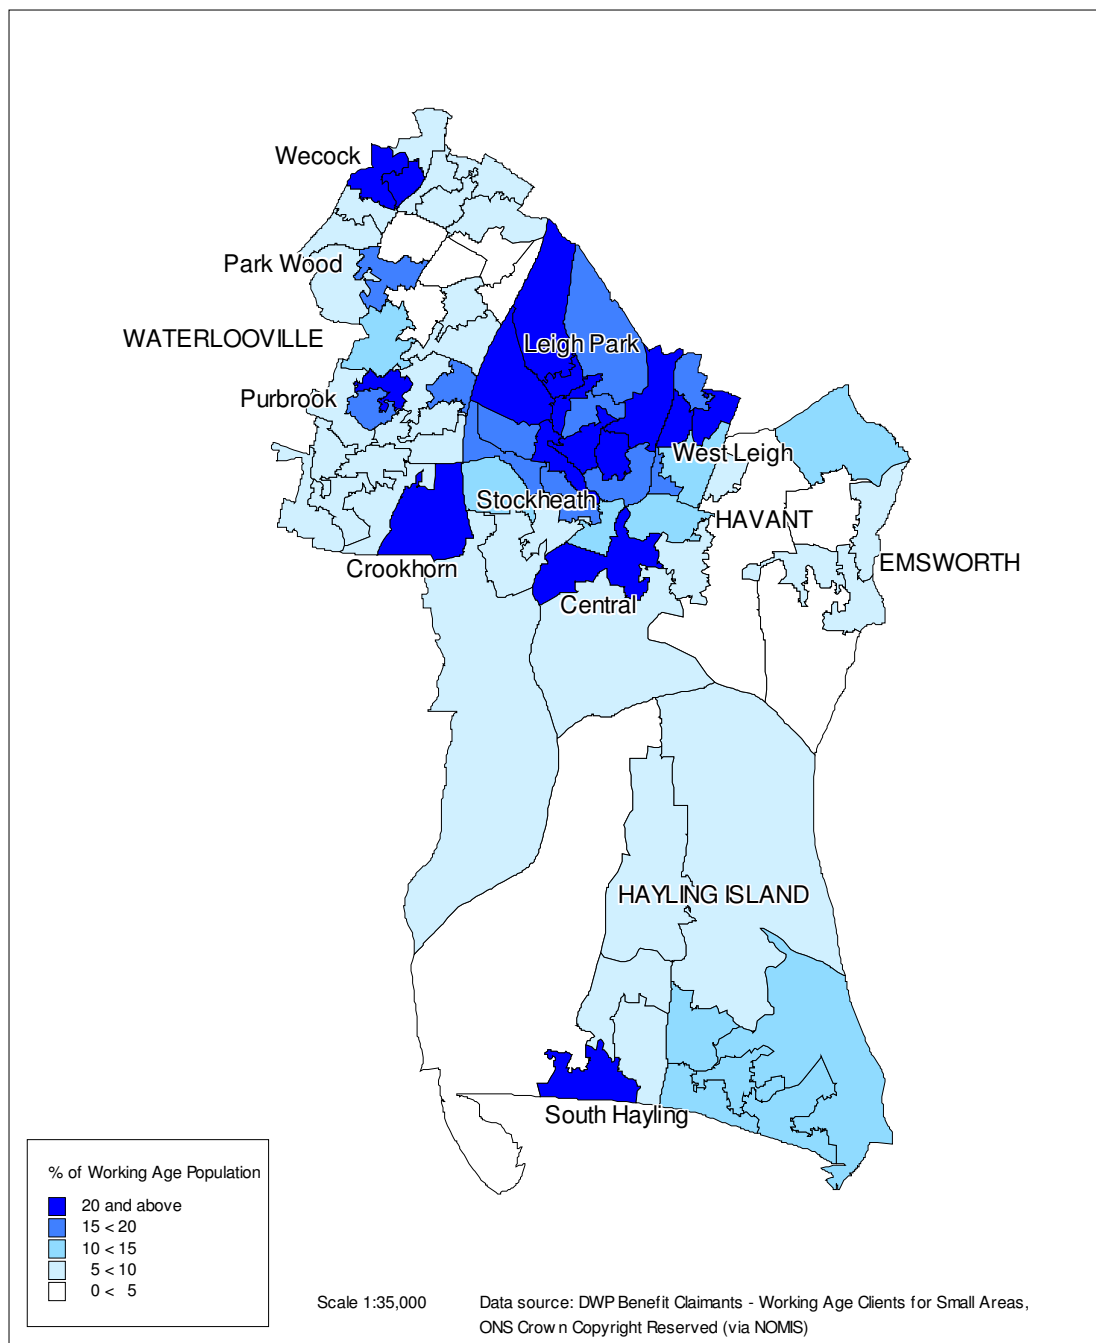 Wecock
Park Wood
WATERLOOVILLE
Leigh Park
Purbrook
West Leigh
Stockheath
HAVANT
Crookhorn
EMSWORTH
Central
HAYLING ISLAND
South Hayling
% of Working Age Population
20 and above
15 < 20
10 < 15
5 < 10
0 < 5
Scale 1:35,000
Data source: DWP Benefit Claimants - Working Age Clients for Small Areas,
ONS Crown Copyright Reserved (via NOMIS)